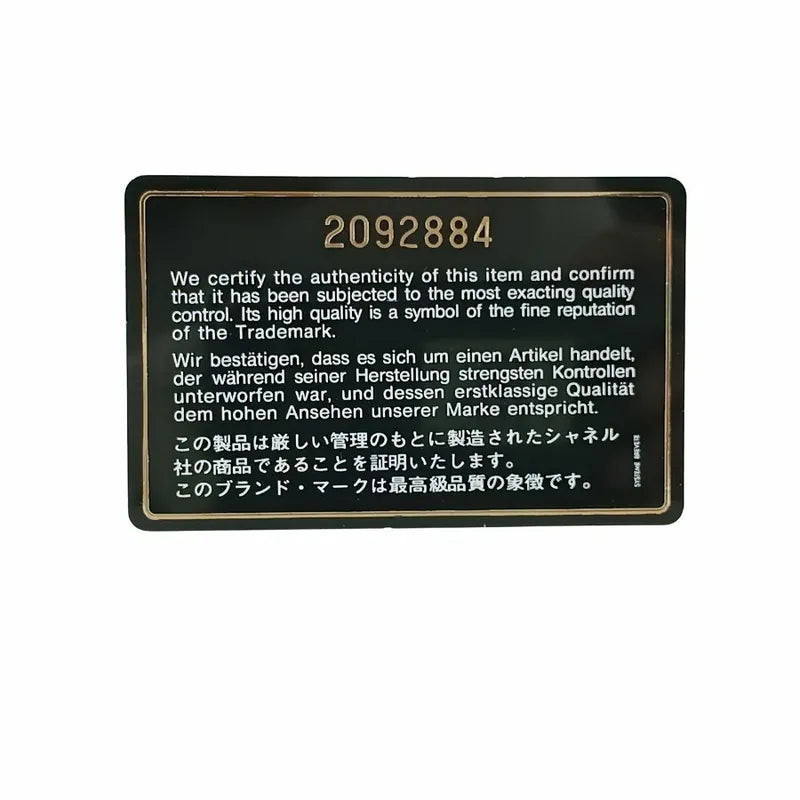 2092884
We certify the authenticity of this item and confirm
that it has been subjected to the most exacting quality
control. Its high quality is a symbol of the fine reputation
of the Trademark.
Wir bestätigen, dass es sich um einen Artikel handelt,
der während seiner Herstellung strengsten Kontrollen
unterworfen war, und dessen erstklassige Qualität
dem hohen Ansehen unserer Marke entspricht.
この製品は厳しい管理のもとに製造されたシャネル
社の商品であることを証明いたします。
このブランド・マークは最高級品質の象徴です。